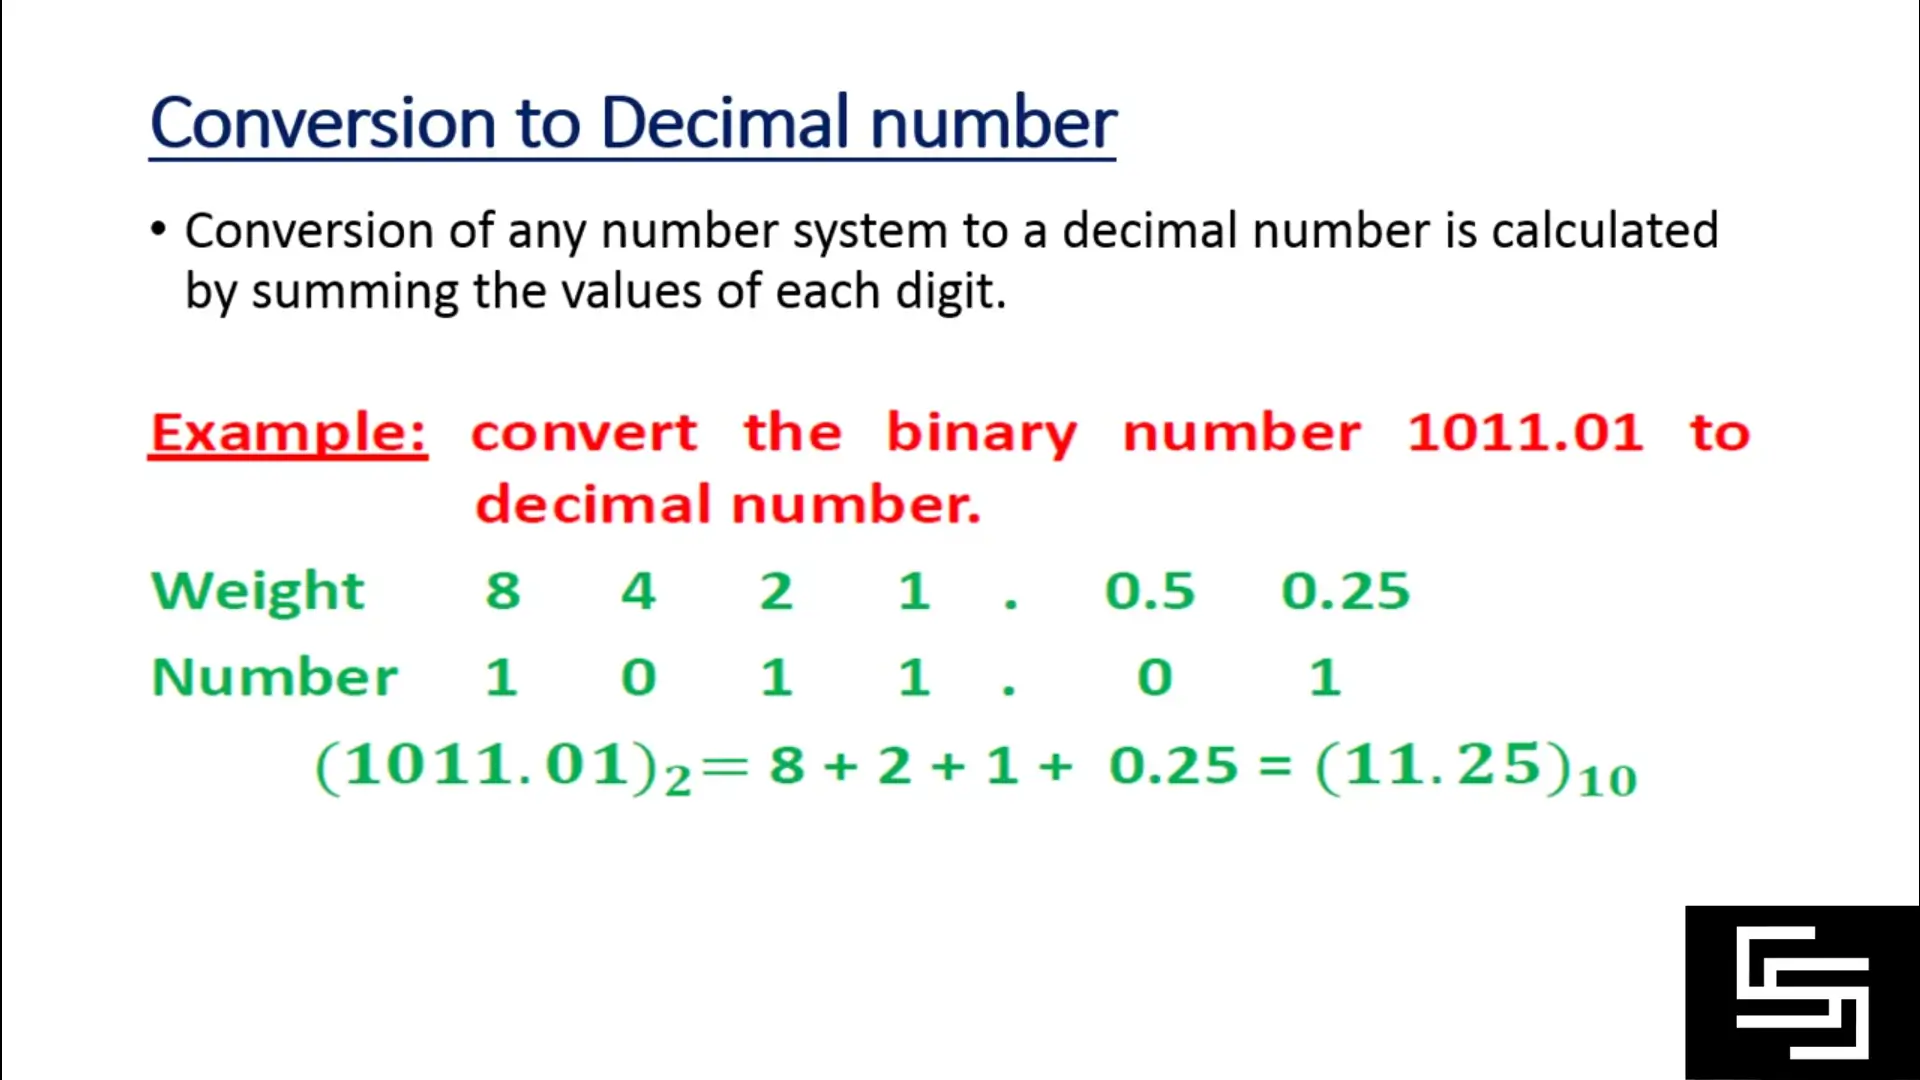 Conversion to Decimal number
• Conversion of any number system to a decimal number is calculated
by summing the values of each digit.
Example: convert the binary number 1011.01 to
decimal number.
Weight 8 4 2 1 . 0.5 0.25
Number 1 0 1 1 . 0 1
(1011.01)₂= 8 + 2 + 1 + 0.25 = (11.25)₁₀